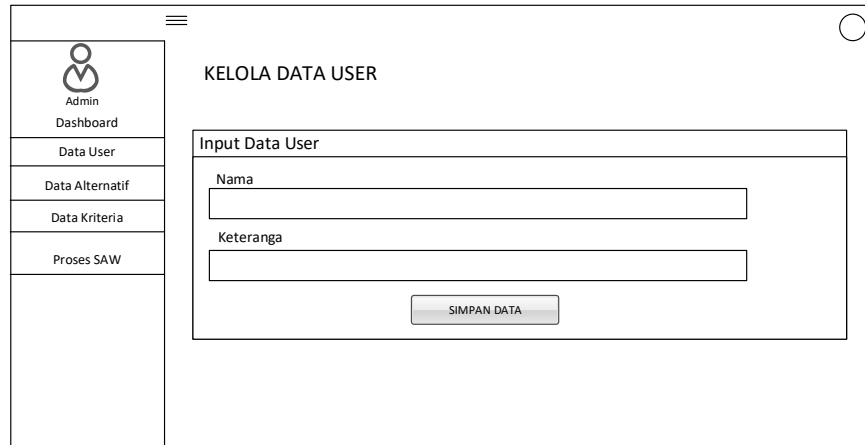 Admin
Dashboard
Data User
Data Alternatif
Data Kriteria
Proses SAW
KELOLA DATA USER
Input Data User
Nama
Keteranga
SIMPAN DATA